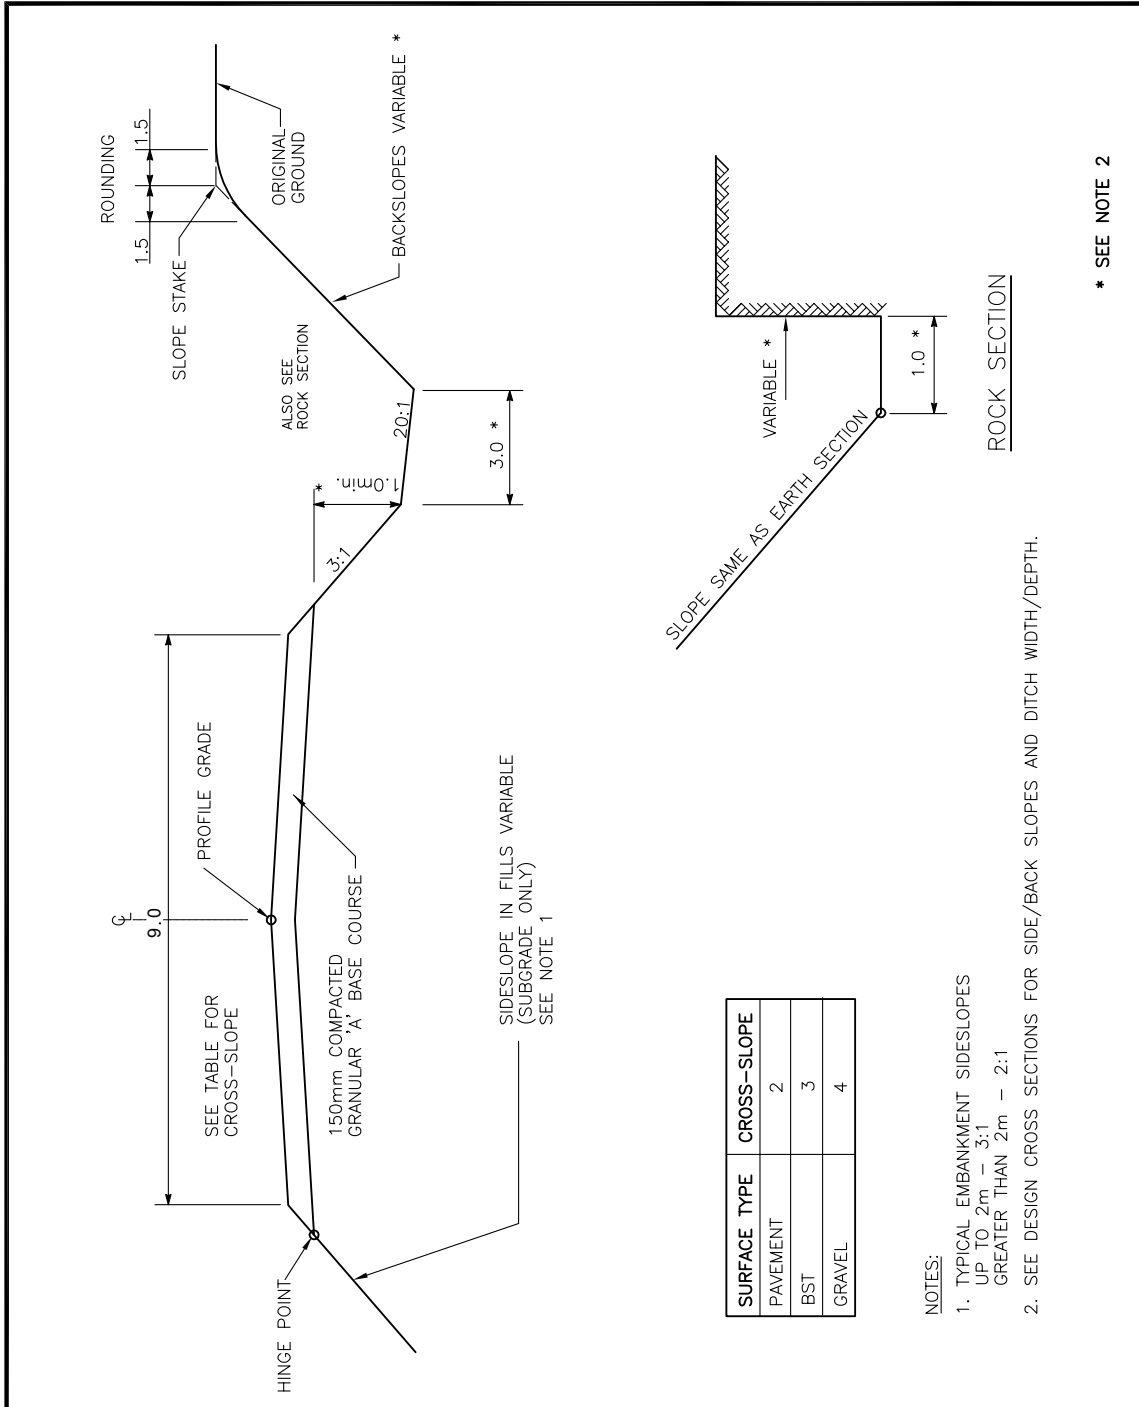 ROUNDING
1.5
1.5
SLOPE STAKE
ORIGINAL
GROUND
BACKSLOPES VARIABLE *
ALSO SEE
ROCK SECTION
20:1
3.0 *
*
1.0min.
3:1
℄
9.0
PROFILE GRADE
SEE TABLE FOR
CROSS-SLOPE
150mm COMPACTED
GRANULAR 'A' BASE COURSE
HINGE POINT
SIDESLOPE IN FILLS VARIABLE
(SUBGRADE ONLY)
SEE NOTE 1
SURFACE TYPE CROSS-SLOPE
PAVEMENT 2
BST 3
GRAVEL 4
SLOPE SAME AS EARTH SECTION
VARIABLE *
1.0 *
ROCK SECTION
NOTES:
1. TYPICAL EMBANKMENT SIDESLOPES
UP TO 2m - 3:1
GREATER THAN 2m - 2:1
2. SEE DESIGN CROSS SECTIONS FOR SIDE/BACK SLOPES AND DITCH WIDTH/DEPTH.
* SEE NOTE 2